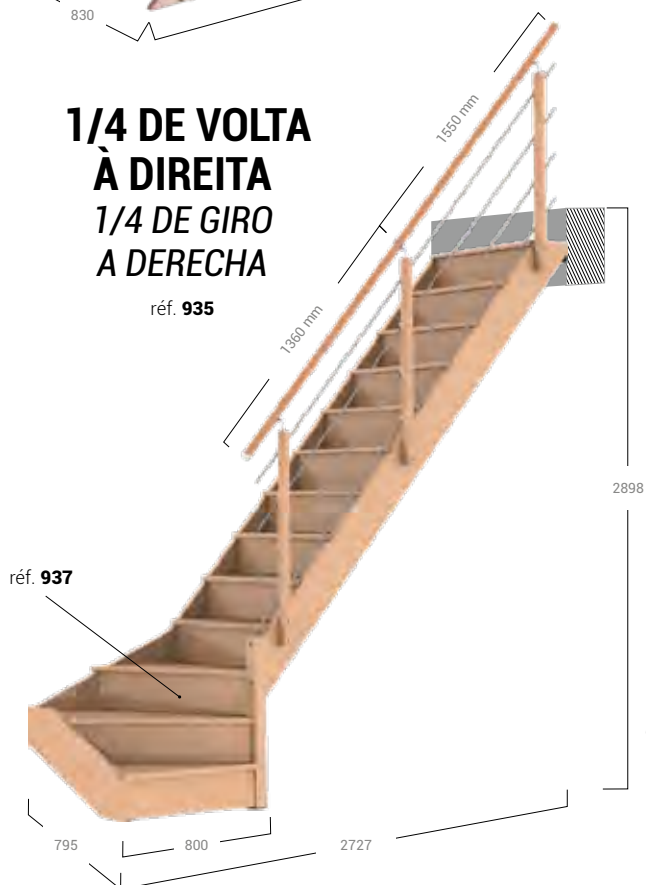 830
1/4 DE VOLTA
À DIREITA
1/4 DE GIRO
A DERECHA
réf. 935
1550 mm
1360 mm
2898
réf. 937
795
800
2727